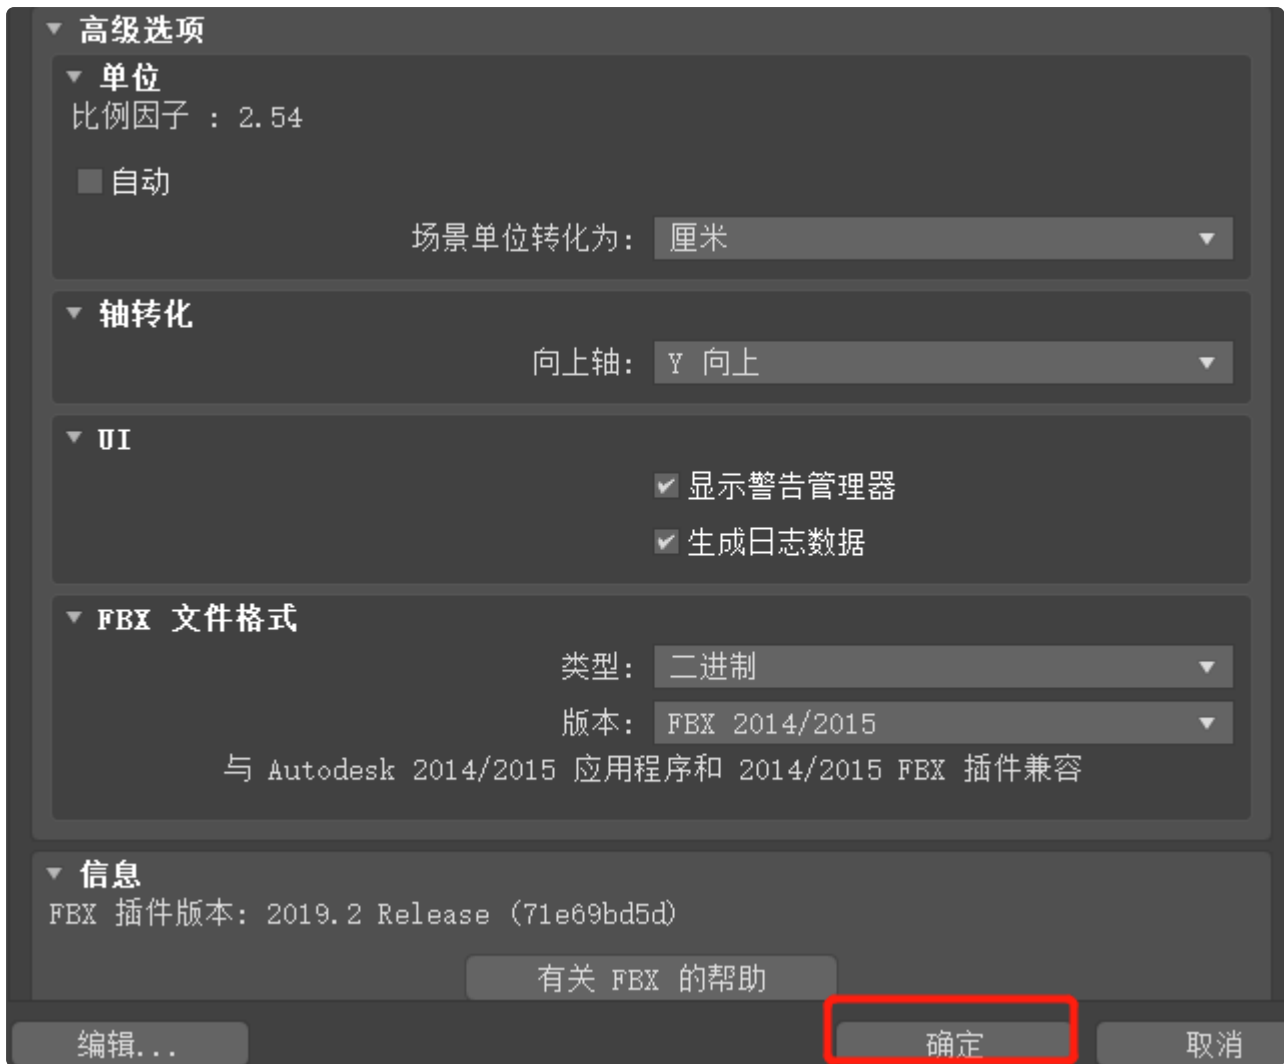 高级选项
单位
比例因子 : 2.54
自动
场景单位转化为: 厘米
轴转化
向上轴: Y 向上
UI
显示警告管理器
生成日志数据
FBX 文件格式
类型: 二进制
版本: FBX 2014/2015
与 Autodesk 2014/2015 应用程序和 2014/2015 FBX 插件兼容
信息
FBX 插件版本: 2019.2 Release (71e69bd5d)
有关 FBX 的帮助
编辑... 确定 取消